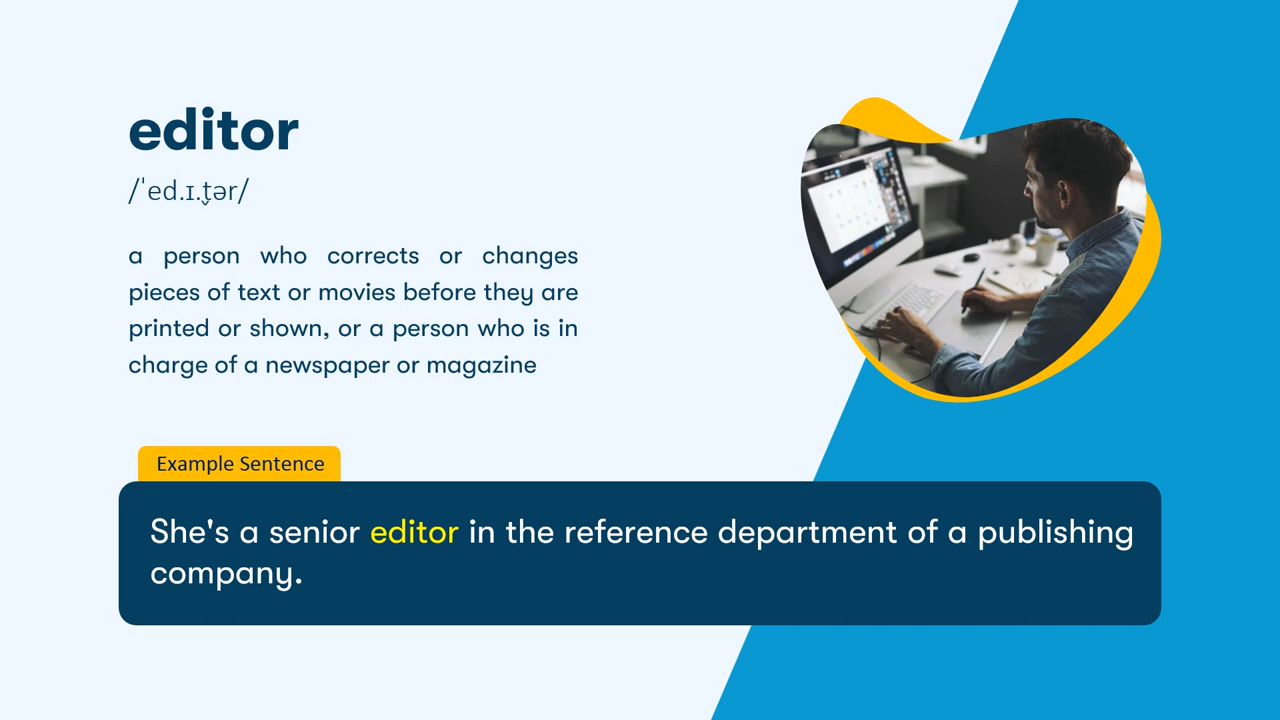 editor
/ˈed.ɪ.t̬ər/
a person who corrects or changes
pieces of text or movies before they are
printed or shown, or a person who is in
charge of a newspaper or magazine
Example Sentence
She's a senior editor in the reference department of a publishing
company.